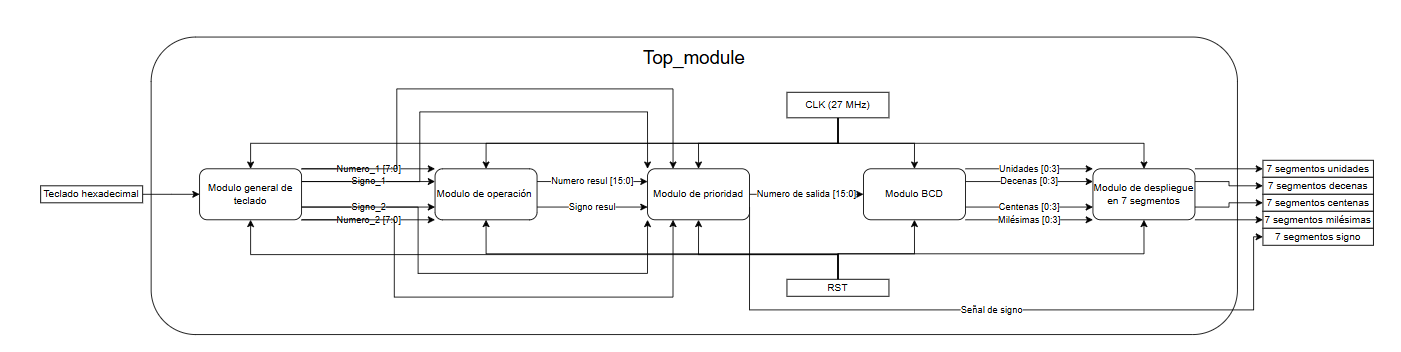 Top_module
CLK (27 MHz)
Teclado hexadecimal
Modulo general de
teclado
Numero_1 [7:0]
Signo_1
Signo_2
Numero_2 [7:0]
Modulo de operación
Numero resul [15:0]
Signo resul
Modulo de prioridad
Numero de salida [15:0]
Modulo BCD
Unidades [0:3]
Decenas [0:3]
Centenas [0:3]
Milésimas [0:3]
Modulo de despliegue
en 7 segmentos
7 segmentos unidades
7 segmentos decenas
7 segmentos centenas
7 segmentos milésimas
7 segmentos signo
RST
Señal de signo